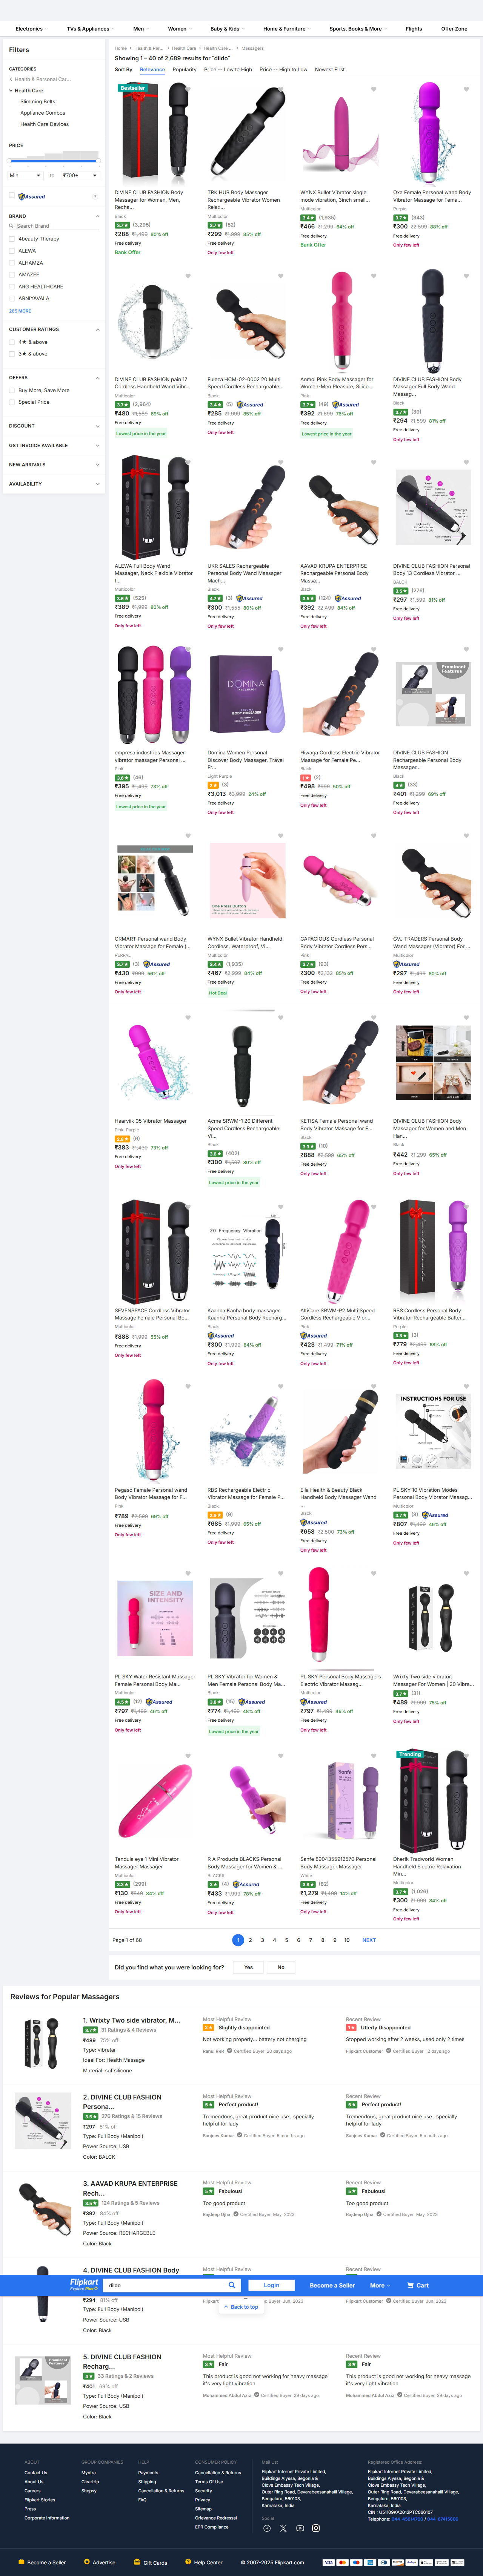 Electronics TVs & Appliances Men Women Baby & Kids Home & Furniture Sports, Books & More Flights Offer Zone
Filters
CATEGORIES
Health & Personal Car...
Health Care
Slimming Belts
Appliance Combos
Health Care Devices
PRICE
Min to ₹700+
Assured ?
BRAND
Search Brand
4beauty Therapy
ALEWA
ALHAMZA
AMAZEE
ARG HEALTHCARE
ARNIYAVALA
265 MORE
CUSTOMER RATINGS
4★ & above
3★ & above
OFFERS
Buy More, Save More
Special Price
DISCOUNT
GST INVOICE AVAILABLE
NEW ARRIVALS
AVAILABILITY
Home Health & Per... Health Care Health Care... Massagers
Showing 1 – 40 of 2,689 results for "dildo"
Sort By Relevance Popularity Price -- Low to High Price -- High to Low Newest First
Bestseller
DIVINE CLUB FASHION Body
Massager for Women, Men,
Recha...
Black
3.7★ (3,295)
₹288 ₹1,499 80% off
Free delivery
Bank Offer
TRK HUB Body Massager
Rechargeable Vibrator Women
Relax...
Multicolor
3.7★ (52)
₹299 ₹1,999 85% off
Free delivery
Only few left
WYNX Bullet Vibrator single
mode vibration, 3inch small...
Multicolor
3.4★ (1,935)
₹466 ₹1,299 64% off
Free delivery
Bank Offer
Oxa Female Personal wand Body
Vibrator Massage for Fema...
Purple
3.7★ (343)
₹300 ₹2,599 88% off
Free delivery
Only few left
DIVINE CLUB FASHION pain 17
Cordless Handheld Wand Vibr...
Multicolor
3.7★ (2,964)
₹480 ₹1,589 69% off
Free delivery
Lowest price in the year
Fuleza HCM-02-0002 20 Multi
Speed Cordless Rechargeable...
Black
3.4★ (5) Assured
₹285 ₹1,999 85% off
Free delivery
Only few left
Anmol Pink Body Massager for
Women-Men Pleasure, Silico...
Pink
3.7★ (49) Assured
₹392 ₹1,699 76% off
Free delivery
Lowest price in the year
DIVINE CLUB FASHION Body
Massager Full Body Wand
Massag...
Black
3.7★ (39)
₹294 ₹1,599 81% off
Free delivery
Only few left
ALEWA Full Body Wand
Massager, Neck Flexible Vibrator
f...
Multicolor
3.6★ (525)
₹389 ₹1,999 80% off
Free delivery
Only few left
UKR SALES Rechargeable
Personal Body Wand Massager
Mach...
Black
4.7★ (3) Assured
₹300 ₹1,555 80% off
Free delivery
Only few left
AAVAD KRUPA ENTERPRISE
Rechargeable Personal Body
Massa...
Black
3.5★ (124) Assured
₹392 ₹2,499 84% off
Free delivery
Only few left
DIVINE CLUB FASHION Personal
Body 13 Cordless Vibrator ...
BALCK
3.5★ (276)
₹297 ₹1,599 81% off
Free delivery
Only few left
empresa industries Massager
vibrator massager Personal ...
Pink
3.6★ (46)
₹395 ₹1,499 73% off
Free delivery
Lowest price in the year
DOMINA
Domina Women Personal
Discover Body Massager, Travel
Fr...
Light Purple
(3)
₹3,013 ₹3,999 24% off
Free delivery
Only few left
Hiwaga Cordless Electric Vibrator
Massage for Female Pe...
Black
(2)
₹498 ₹999 50% off
Free delivery
Only few left
Prominent
Features
DIVINE CLUB FASHION
Rechargeable Personal Body
Massager...
Black
4★ (33)
₹401 ₹1,299 69% off
Free delivery
Only few left
GRMART Personal wand Body
Vibrator Massage for Female (...
PERPAL
3.7★ (3) Assured
₹430 ₹999 56% off
Free delivery
Only few left
One Press Button
WYNX Bullet Vibrator Handheld,
Cordless, Waterproof, Vi...
Multicolor
3.4★ (1,935)
₹467 ₹2,999 84% off
Free delivery
Hot Deal
CAPACIOUS Cordless Personal
Body Vibrator Cordless Pers...
Pink
3.7★ (93)
₹300 ₹2,132 85% off
Free delivery
Only few left
GVJ TRADERS Personal Body
Wand Massager (Vibrator) For ...
Multicolor
Assured
₹297 ₹1,499 80% off
Free delivery
Only few left
Haarvik 05 Vibrator Massager
Pink, Purple
(6)
₹383 ₹1,430 73% off
Free delivery
Only few left
Acme SRWM-1 20 Different
Speed Cordless Rechargeable
Vi...
Black
3.6★ (402)
₹300 ₹1,507 80% off
Free delivery
Lowest price in the year
KETISA Female Personal wand
Body Vibrator Massage for F...
Black
3.3★ (10)
₹888 ₹2,599 65% off
Free delivery
Only few left
DIVINE CLUB FASHION Body
Massager for Women and Men
Han...
Black
₹442 ₹1,299 65% off
Free delivery
Only few left
SEVENSPACE Cordless Vibrator
Massage Female Personal Bo...
Multicolor
₹888 ₹1,999 55% off
Free delivery
Only few left
20 Frequency Vibration
Kaanha Kanha body massager
Kaanha Personal Body Recharg...
Black
Assured
₹300 ₹1,999 84% off
Free delivery
Only few left
AltiCare SRWM-P2 Multi Speed
Cordless Rechargeable Vibr...
Pink
Assured
₹423 ₹1,499 71% off
Free delivery
Only few left
RBS Cordless Personal Body
Vibrator Rechargeable Batter...
Purple
3.3★ (3)
₹779 ₹2,499 68% off
Free delivery
Only few left
Pegaso Female Personal wand
Body Vibrator Massage for F...
Pink
₹789 ₹2,599 69% off
Free delivery
Only few left
RBS Rechargeable Electric
Vibrator Massage for Female P...
Black
(9)
₹685 ₹1,999 65% off
Free delivery
Only few left
Ella Health & Beauty Black
Handheld Body Massager Wand
...
Black
Assured
₹658 ₹2,500 73% off
Free delivery
Only few left
INSTRUCTIONS FOR USE
PL SKY 10 Vibration Modes
Personal Body Vibrator Massag...
Multicolor
3.7★ (3) Assured
₹807 ₹1,499 46% off
Free delivery
Only few left
SIZE AND
INTENSITY
PL SKY Water Resistant Massager
Female Personal Body Ma...
Multicolor
4.5★ (12) Assured
₹797 ₹1,499 46% off
Free delivery
Only few left
PL SKY Vibrator for Women &
Men Female Personal Body Ma...
Black
3.8★ (15) Assured
₹774 ₹1,499 48% off
Free delivery
Lowest price in the year
PL SKY Personal Body Massagers
Electric Vibrator Massag...
Multicolor
Assured
₹797 ₹1,499 46% off
Free delivery
Only few left
Wrixty Two side vibrator,
Massager For Women | 20 Vibra...
3.7★ (31)
₹489 ₹1,999 75% off
Free delivery
Only few left
Tendula eye 1 Mini Vibrator
Massager Massager
Multicolor
3.3★ (299)
₹130 ₹849 84% off
Free delivery
Only few left
R A Products BLACKS Personal
Body Massager for Women & ...
BLACKS
3★ (4) Assured
₹433 ₹1,999 78% off
Free delivery
Only few left
Sanfe
Sanfe 8904355912570 Personal
Body Massager Massager
White
3.8★ (82)
₹1,279 ₹1,499 14% off
Free delivery
Only few left
Trending
Dherik Tradworld Women
Handheld Electric Relaxation
Min...
Multicolor
3.7★ (1,026)
₹300 ₹1,999 84% off
Free delivery
Only few left
Page 1 of 68 1 2 3 4 5 6 7 8 9 10 NEXT
Did you find what you were looking for? Yes No
Reviews for Popular Massagers
1. Wrixty Two side vibrator, M...
3.7★ 31 Ratings & 4 Reviews
₹489 75% off
Type: vibretar
Ideal For: Health Massage
Material: sof silicone
Most Helpful Review
Slightly disappointed
Not working properly... battery not charging
Rahul RRR Certified Buyer 20 days ago
Recent Review
Utterly Disappointed
Stopped working after 2 weeks, used only 2 times
Flipkart Customer Certified Buyer 12 days ago
2. DIVINE CLUB FASHION
Persona...
3.5★ 276 Ratings & 15 Reviews
₹297 81% off
Type: Full Body (Manipol)
Power Source: USB
Color: BALCK
Most Helpful Review
5★ Perfect product!
Tremendous, great product nice use , specially
helpful for lady
Sanjeev Kumar Certified Buyer 5 months ago
Recent Review
5★ Perfect product!
Tremendous, great product nice use , specially
helpful for lady
Sanjeev Kumar Certified Buyer 5 months ago
3. AAVAD KRUPA ENTERPRISE
Rech...
3.5★ 124 Ratings & 5 Reviews
₹392 84% off
Type: Full Body (Manipol)
Power Source: RECHARGEBLE
Color: Black
Most Helpful Review
5★ Fabulous!
Too good product
Rajdeep Ojha Certified Buyer May, 2023
Recent Review
5★ Fabulous!
Too good product
Rajdeep Ojha Certified Buyer May, 2023
4. DIVINE CLUB FASHION Body
Most Helpful Review
Recent Review
Flipkart
Explore Plus
dildo
Login Become a Seller More Cart
₹294 81% off
Type: Full Body (Manipol)
Power Source: USB
Color: Black
Buyer Jun, 2023
Flipkart Customer Certified Buyer Jun, 2023
Back to top
5. DIVINE CLUB FASHION
Recharg...
4★ 33 Ratings & 2 Reviews
₹401 69% off
Type: Full Body (Manipol)
Power Source: USB
Color: Black
Most Helpful Review
3★ Fair
This product is good not working for heavy massage
it's very light vibration
Mohammed Abdul Aziz Certified Buyer 28 days ago
Recent Review
3★ Fair
This product is good not working for heavy massage
it's very light vibration
Mohammed Abdul Aziz Certified Buyer 28 days ago
ABOUT
Contact Us
About Us
Careers
Flipkart Stories
Press
Corporate Information
GROUP COMPANIES
Myntra
Cleartrip
Shopsy
HELP
Payments
Shipping
Cancellation & Returns
FAQ
CONSUMER POLICY
Cancellation & Returns
Terms Of Use
Security
Privacy
Sitemap
Grievance Redressal
EPR Compliance
Mail Us:
Flipkart Internet Private Limited,
Buildings Alyssa, Begonia &
Clove Embassy Tech Village,
Outer Ring Road, Devarabeesanahalli Village,
Bengaluru, 560103,
Karnataka, India
Social
Registered Office Address:
Flipkart Internet Private Limited,
Buildings Alyssa, Begonia &
Clove Embassy Tech Village,
Outer Ring Road, Devarabeesanahalli Village,
Bengaluru, 560103,
Karnataka, India
CIN : U51109KA2012PTC066107
Telephone: 044-45614700 / 044-67415800
Become a Seller Advertise Gift Cards Help Center © 2007-2025 Flipkart.com